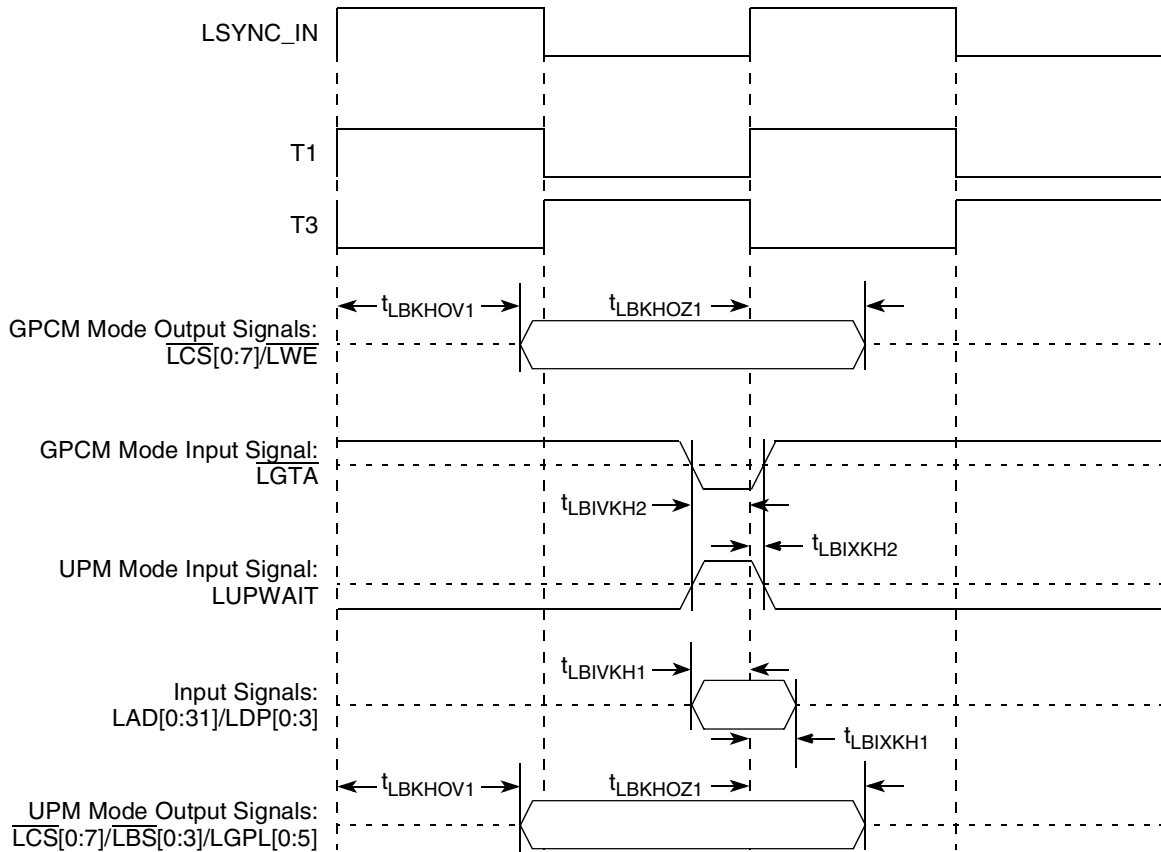 LSYNC_IN
T1
T3
tLBKHOV1
tLBKHOZ1
GPCM Mode Output Signals:
LCS[0:7]/LWE
GPCM Mode Input Signal:
LGTA
tLBIVKH2
tLBIXKH2
UPM Mode Input Signal:
LUPWAIT
tLBIVKH1
Input Signals:
LAD[0:31]/LDP[0:3]
tLBIXKH1
tLBKHOV1
tLBKHOZ1
UPM Mode Output Signals:
LCS[0:7]/LBS[0:3]/LGPL[0:5]